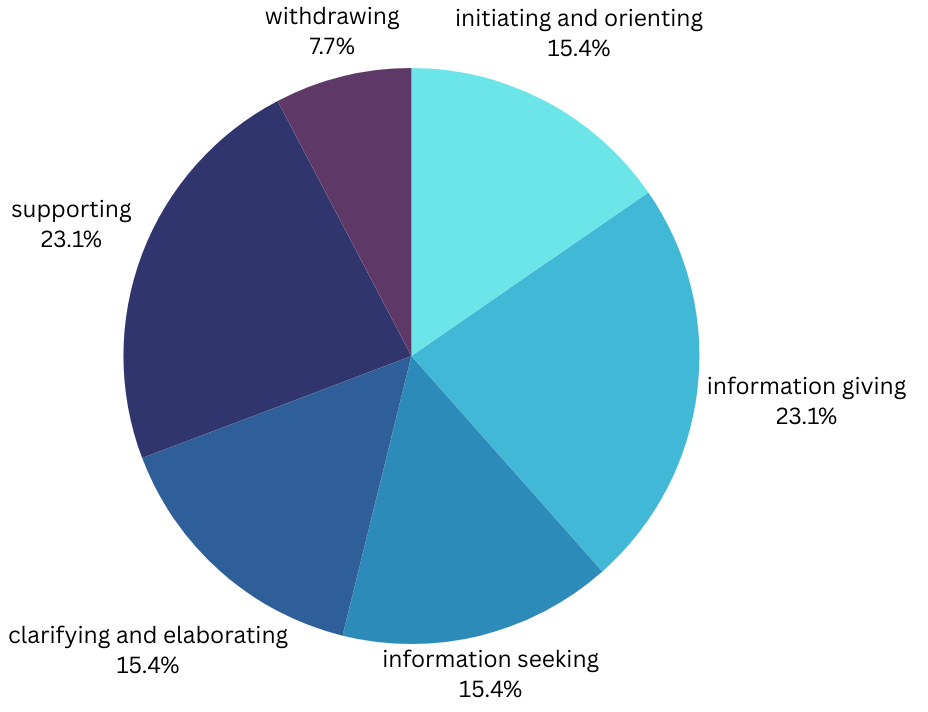 withdrawing
7.7%
initiating and orienting
15.4%
supporting
23.1%
information giving
23.1%
clarifying and elaborating
15.4%
information seeking
15.4%